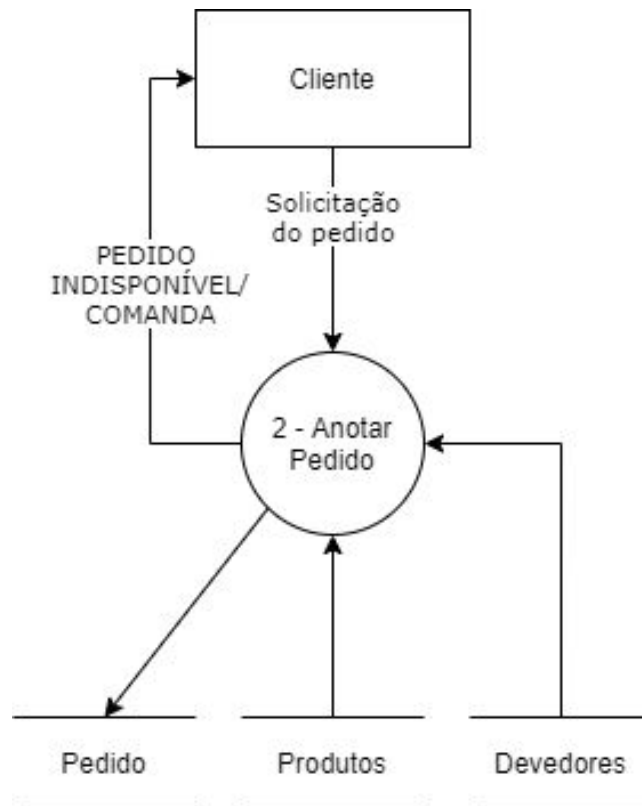 Cliente
Solicitação
do pedido
PEDIDO
INDISPONÍVEL/
COMANDA
2 - Anotar
Pedido
Pedido
Produtos
Devedores